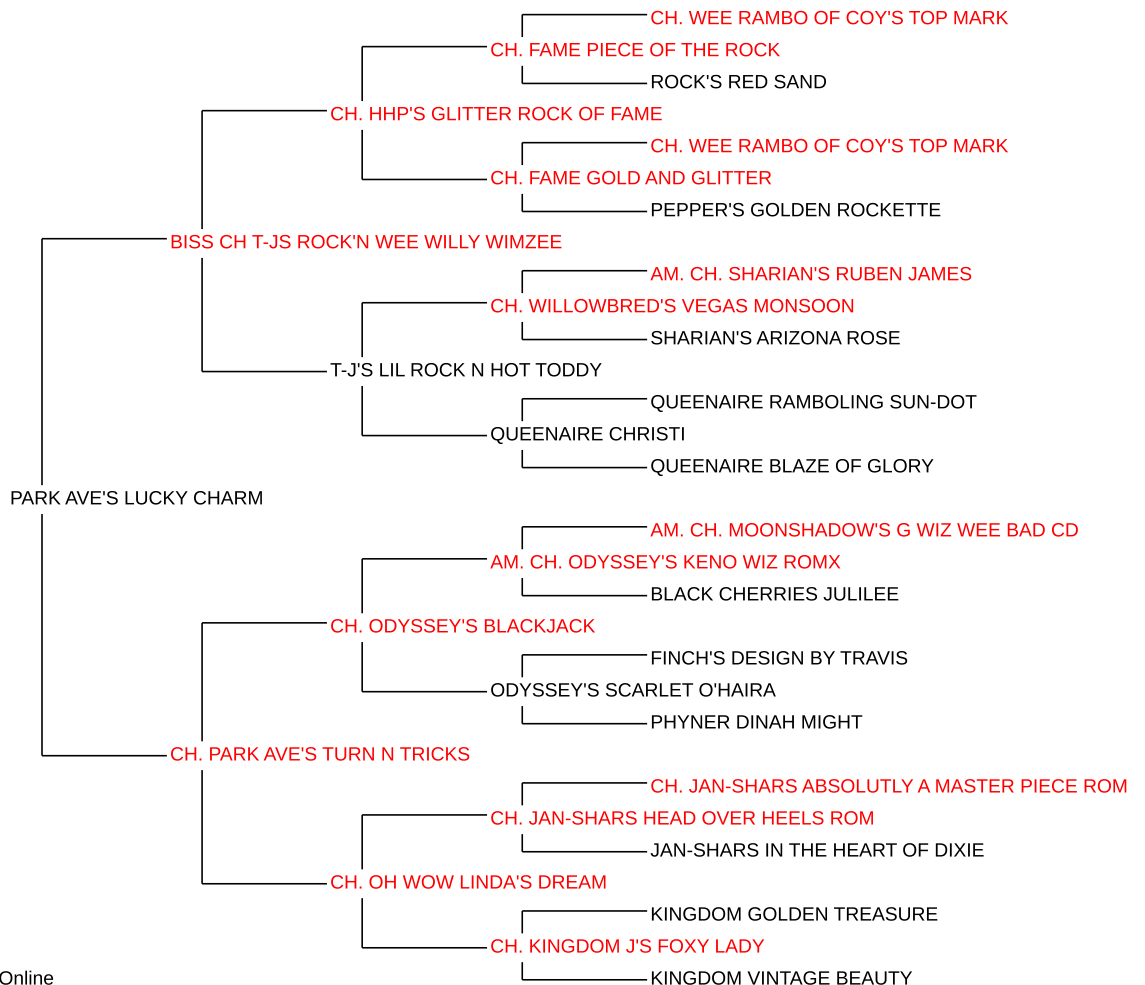 CH. WEE RAMBO OF COY'S TOP MARK
CH. FAME PIECE OF THE ROCK
ROCK'S RED SAND
CH. HHP'S GLITTER ROCK OF FAME
CH. WEE RAMBO OF COY'S TOP MARK
CH. FAME GOLD AND GLITTER
PEPPER'S GOLDEN ROCKETTE
BISS CH T-JS ROCK'N WEE WILLY WIMZEE
AM. CH. SHARIAN'S RUBEN JAMES
CH. WILLOWBRED'S VEGAS MONSOON
SHARIAN'S ARIZONA ROSE
T-J'S LIL ROCK N HOT TODDY
QUEENAIRE RAMBOLING SUN-DOT
QUEENAIRE CHRISTI
QUEENAIRE BLAZE OF GLORY
PARK AVE'S LUCKY CHARM
AM. CH. MOONSHADOW'S G WIZ WEE BAD CD
AM. CH. ODYSSEY'S KENO WIZ ROMX
BLACK CHERRIES JULILEE
CH. ODYSSEY'S BLACKJACK
FINCH'S DESIGN BY TRAVIS
ODYSSEY'S SCARLET O'HAIRA
PHYNER DINAH MIGHT
CH. PARK AVE'S TURN N TRICKS
CH. JAN-SHARS ABSOLUTLY A MASTER PIECE ROM
CH. JAN-SHARS HEAD OVER HEELS ROM
JAN-SHARS IN THE HEART OF DIXIE
CH. OH WOW LINDA'S DREAM
KINGDOM GOLDEN TREASURE
CH. KINGDOM J'S FOXY LADY
KINGDOM VINTAGE BEAUTY
Online